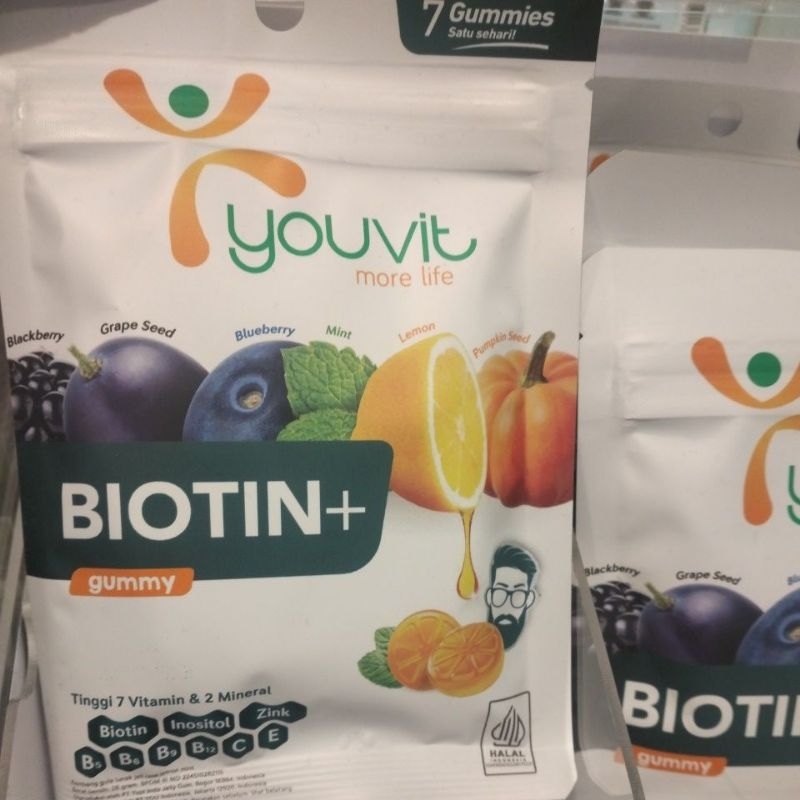 7 Gummies
Satu sehari!
youvit
more life
Blackberry
Grape Seed
Blueberry
Mint
Lemon
Pumpkin Seed
BIOTIN+
gummy
Tinggi 7 Vitamin & 2 Mineral
Biotin
Inositol
Zink
B5
B6
B9
B12
C
E
HALAL
INDONESIA
Blackberry
Grape Seed
BIOTI
gummy